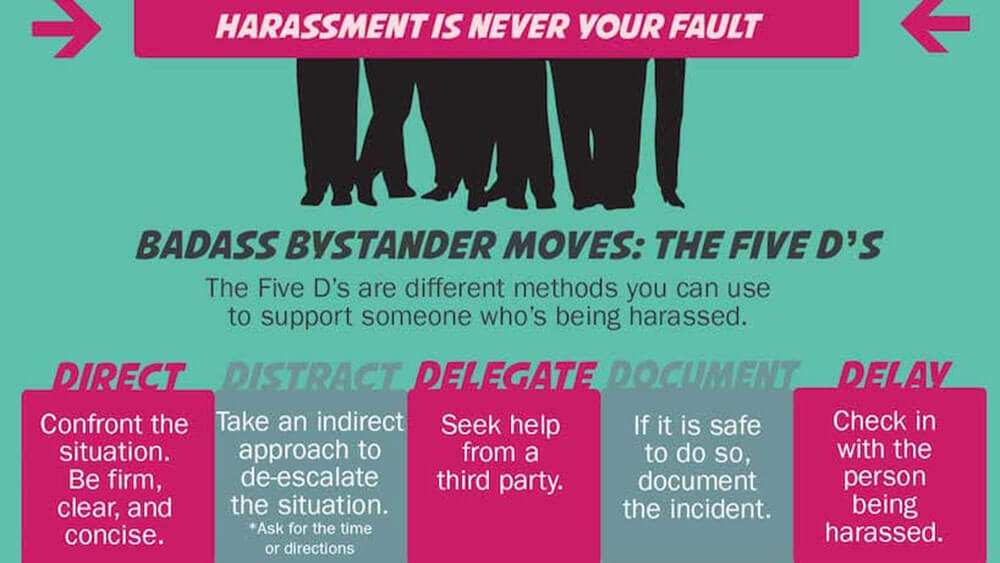 HARASSMENT IS NEVER YOUR FAULT
BADASS BYSTANDER MOVES: THE FIVE D'S
The Five D's are different methods you can use
to support someone who's being harassed.
DIRECT
Confront the
situation.
Be firm,
clear, and
concise.
DISTRACT
Take an indirect
approach to
de-escalate
the situation.
*Ask for the time
or directions
DELEGATE
Seek help
from a
third party.
DOCUMENT
If it is safe
to do so,
document
the incident.
DELAY
Check in
with the
person
being
harassed.